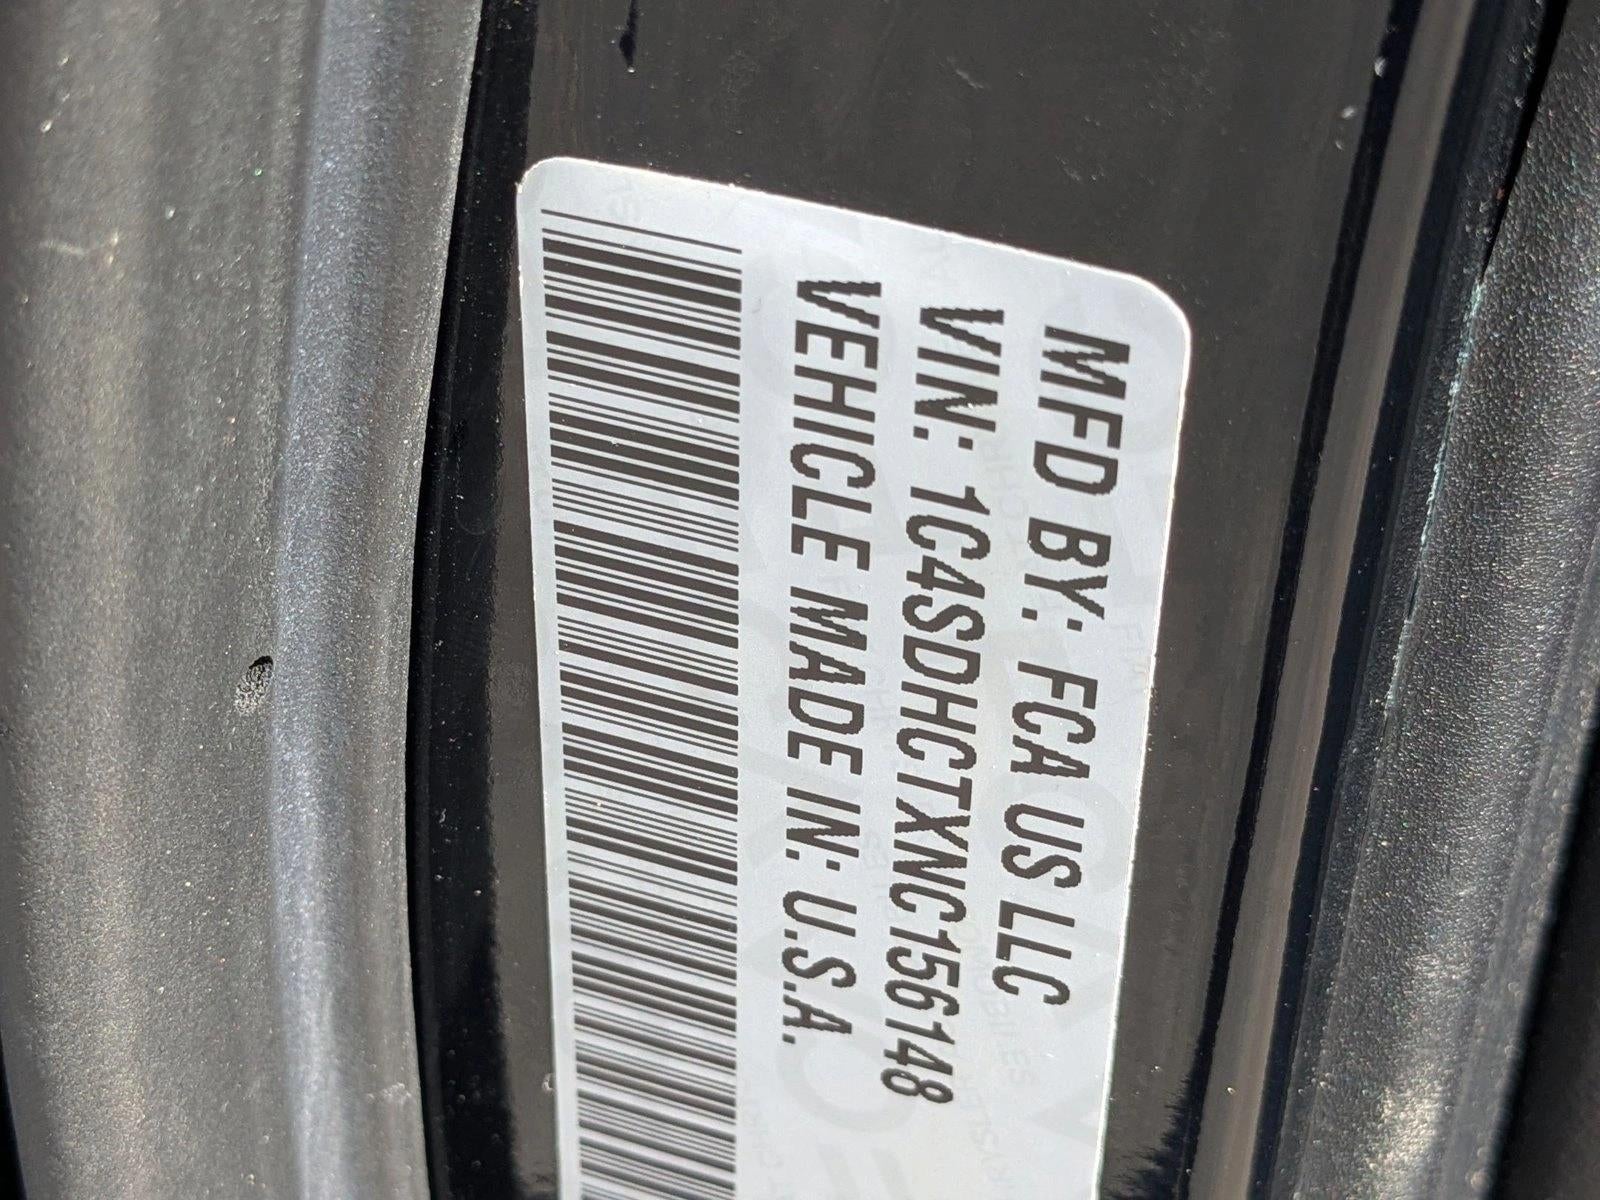 MFD BY: FCA US LLC
VIN: 1C4SDHCTXNC156148
VEHICLE MADE IN: U.S.A.